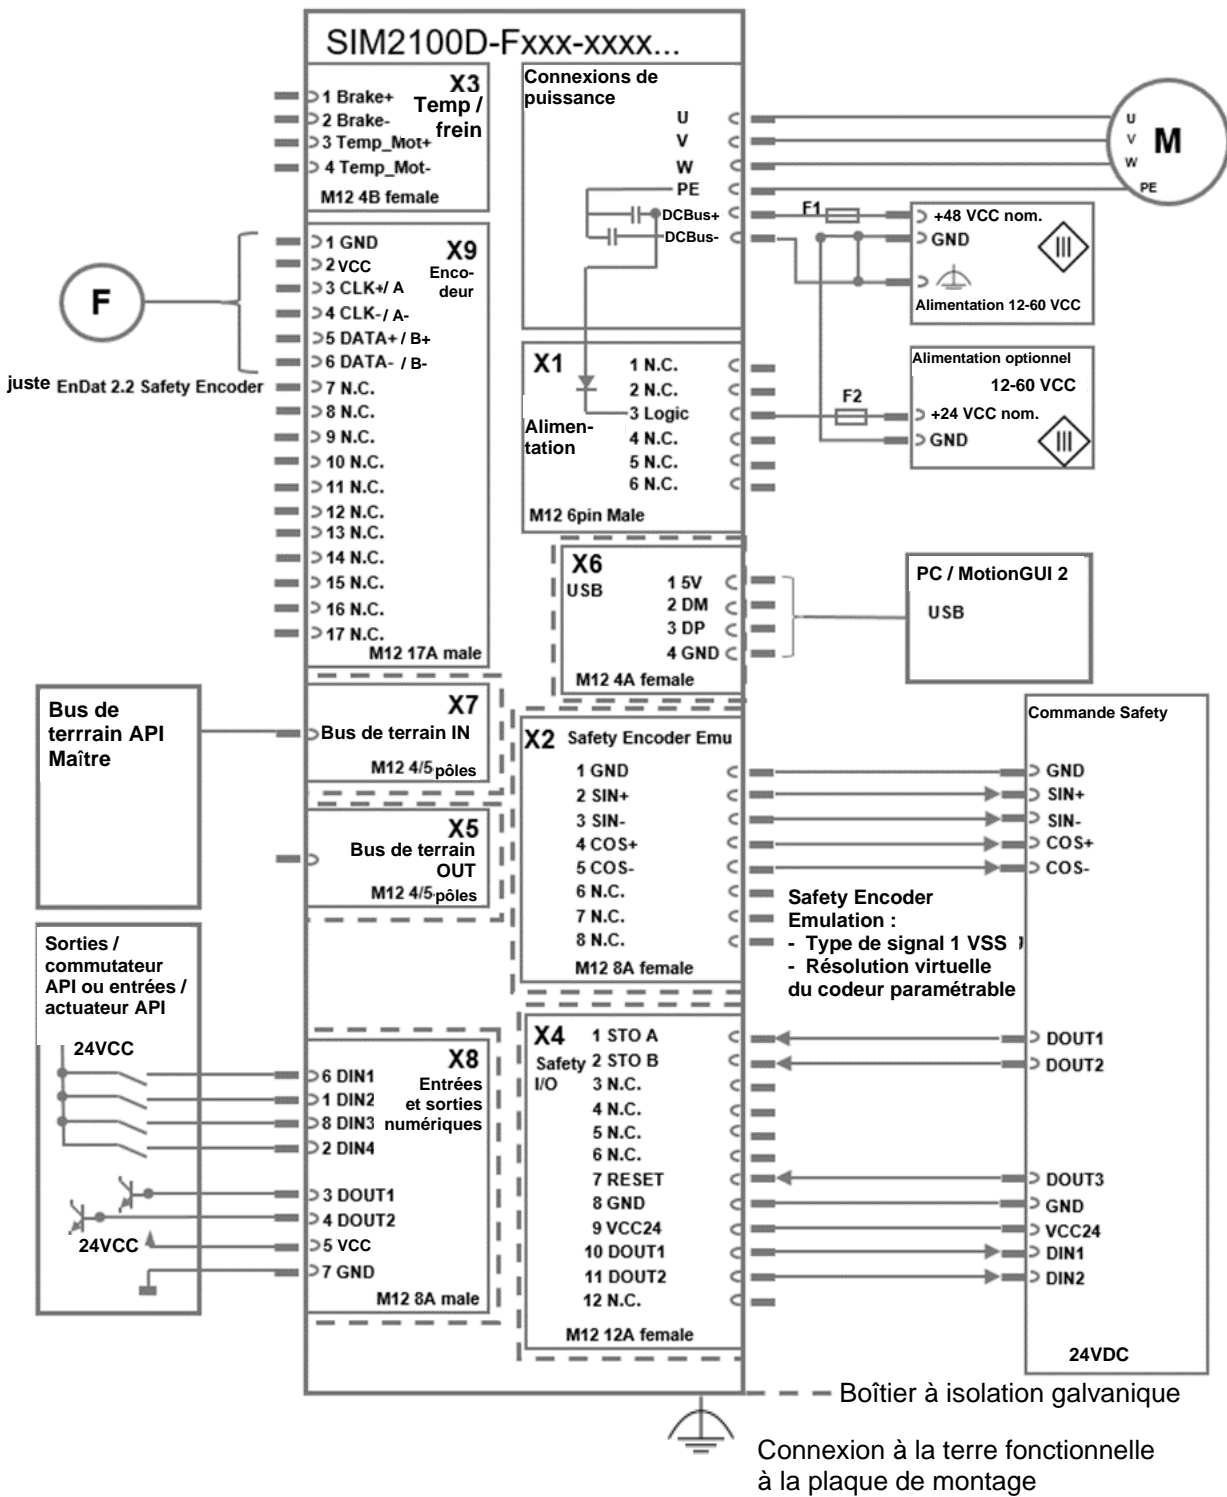 SIM2100D-Fxxx-xxxx...
X3
Temp /
frein
1 Brake+
2 Brake-
3 Temp_Mot+
4 Temp_Mot-
M12 4B female
Connexions de
puissance
U
V
W
PE
DCBus+
DCBus-
U
V
W
PE
M
F1
+48 VCC nom.
GND
III
Alimentation 12-60 VCC
X9
Enco-
deur
1 GND
2 VCC
3 CLK+/ A
4 CLK-/ A-
5 DATA+ / B+
6 DATA- / B-
7 N.C.
8 N.C.
9 N.C.
10 N.C.
11 N.C.
12 N.C.
13 N.C.
14 N.C.
15 N.C.
16 N.C.
17 N.C.
M12 17A male
F
juste EnDat 2.2 Safety Encoder
X1
Alimen-
tation
1 N.C.
2 N.C.
3 Logic
4 N.C.
5 N.C.
6 N.C.
M12 6pin Male
F2
Alimentation optionnel
12-60 VCC
+24 VCC nom.
GND
III
X6
USB
1 5V
2 DM
3 DP
4 GND
M12 4A female
PC / MotionGUI 2
USB
Bus de
terrrain API
Maître
X7
Bus de terrain IN
M12 4/5 pôles
X5
Bus de terrain
OUT
M12 4/5 pôles
X2 Safety Encoder Emu
1 GND
2 SIN+
3 SIN-
4 COS+
5 COS-
6 N.C.
7 N.C.
8 N.C.
M12 8A female
Safety Encoder
Emulation :
- Type de signal 1 VSS
- Résolution virtuelle
du codeur paramétrable
Commande Safety
GND
SIN+
SIN-
COS+
COS-
DOUT1
DOUT2
DOUT3
GND
VCC24
DIN1
DIN2
24VDC
Sorties /
commutateur
API ou entrées /
actuateur API
24VCC
24VCC
X8
Entrées
et sorties
numériques
6 DIN1
1 DIN2
8 DIN3
2 DIN4
3 DOUT1
4 DOUT2
5 VCC
7 GND
M12 8A male
X4
Safety
I/O
1 STO A
2 STO B
3 N.C.
4 N.C.
5 N.C.
6 N.C.
7 RESET
8 GND
9 VCC24
10 DOUT1
11 DOUT2
12 N.C.
M12 12A female
Boîtier à isolation galvanique
Connexion à la terre fonctionnelle
à la plaque de montage